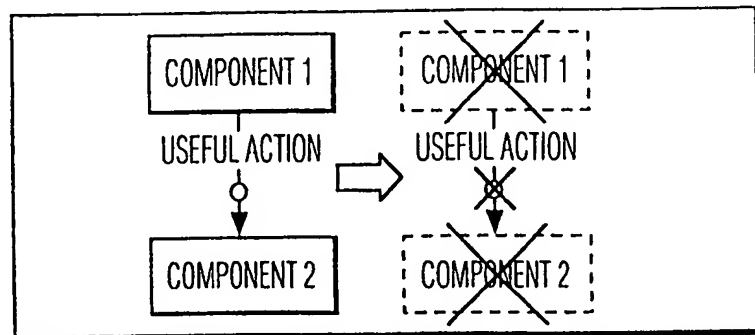 COMPONENT 1
USEFUL ACTION
COMPONENT 2
COMPONENT 1
USEFUL ACTION
COMPONENT 2